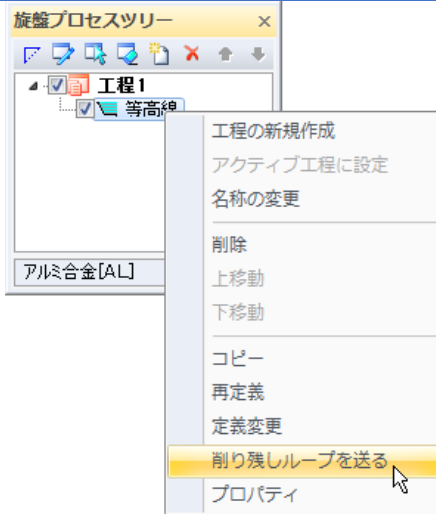 旋盤プロセスツリー
工程1
等高線
アルミ合金[AL]
工程の新規作成
アクティブ工程に設定
名称の変更
削除
上移動
下移動
コピー
再定義
定義変更
削り残しループを送る
プロパティ